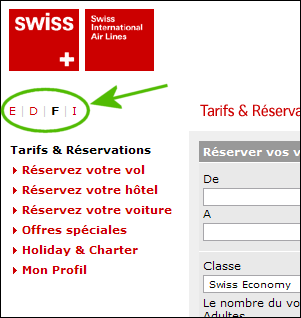 swiss
Swiss
International
Air Lines
E | D | F | I
Tarifs & Réserva
Tarifs & Réservations
Réservez votre vol
Réservez votre hôtel
Réservez votre voiture
Offres spéciales
Holiday & Charter
Mon Profil
Réserver vos v
De
A
Classe
Swiss Economy
Le nombre du vo
Adultes